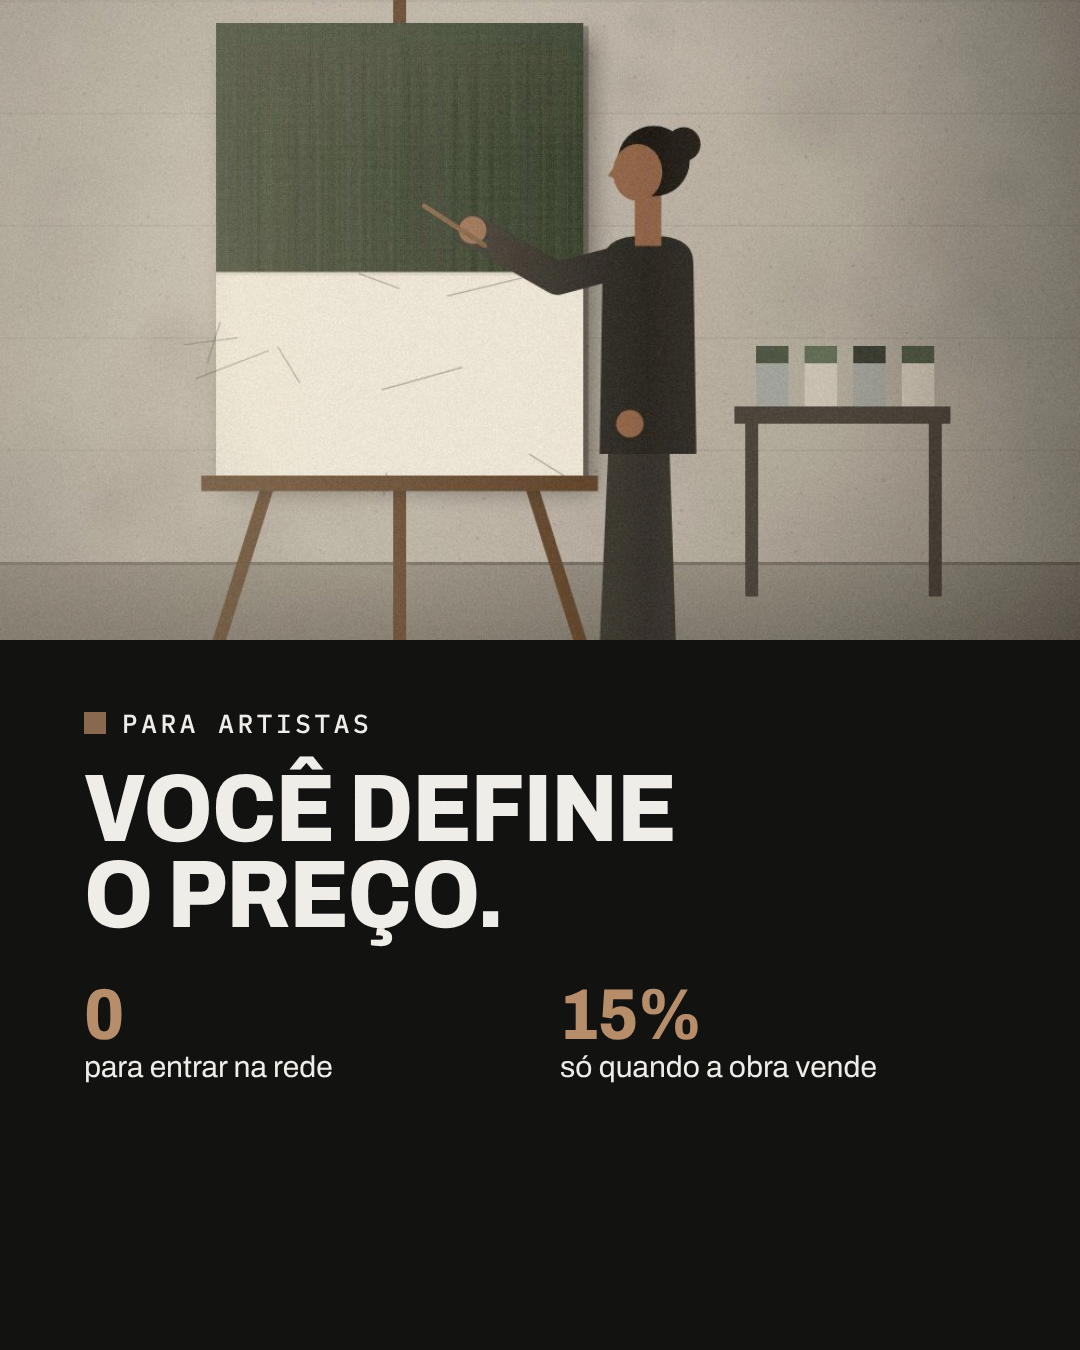 PARA ARTISTAS
VOCÊ DEFINE
O PREÇO.
0
para entrar na rede
15%
só quando a obra vende